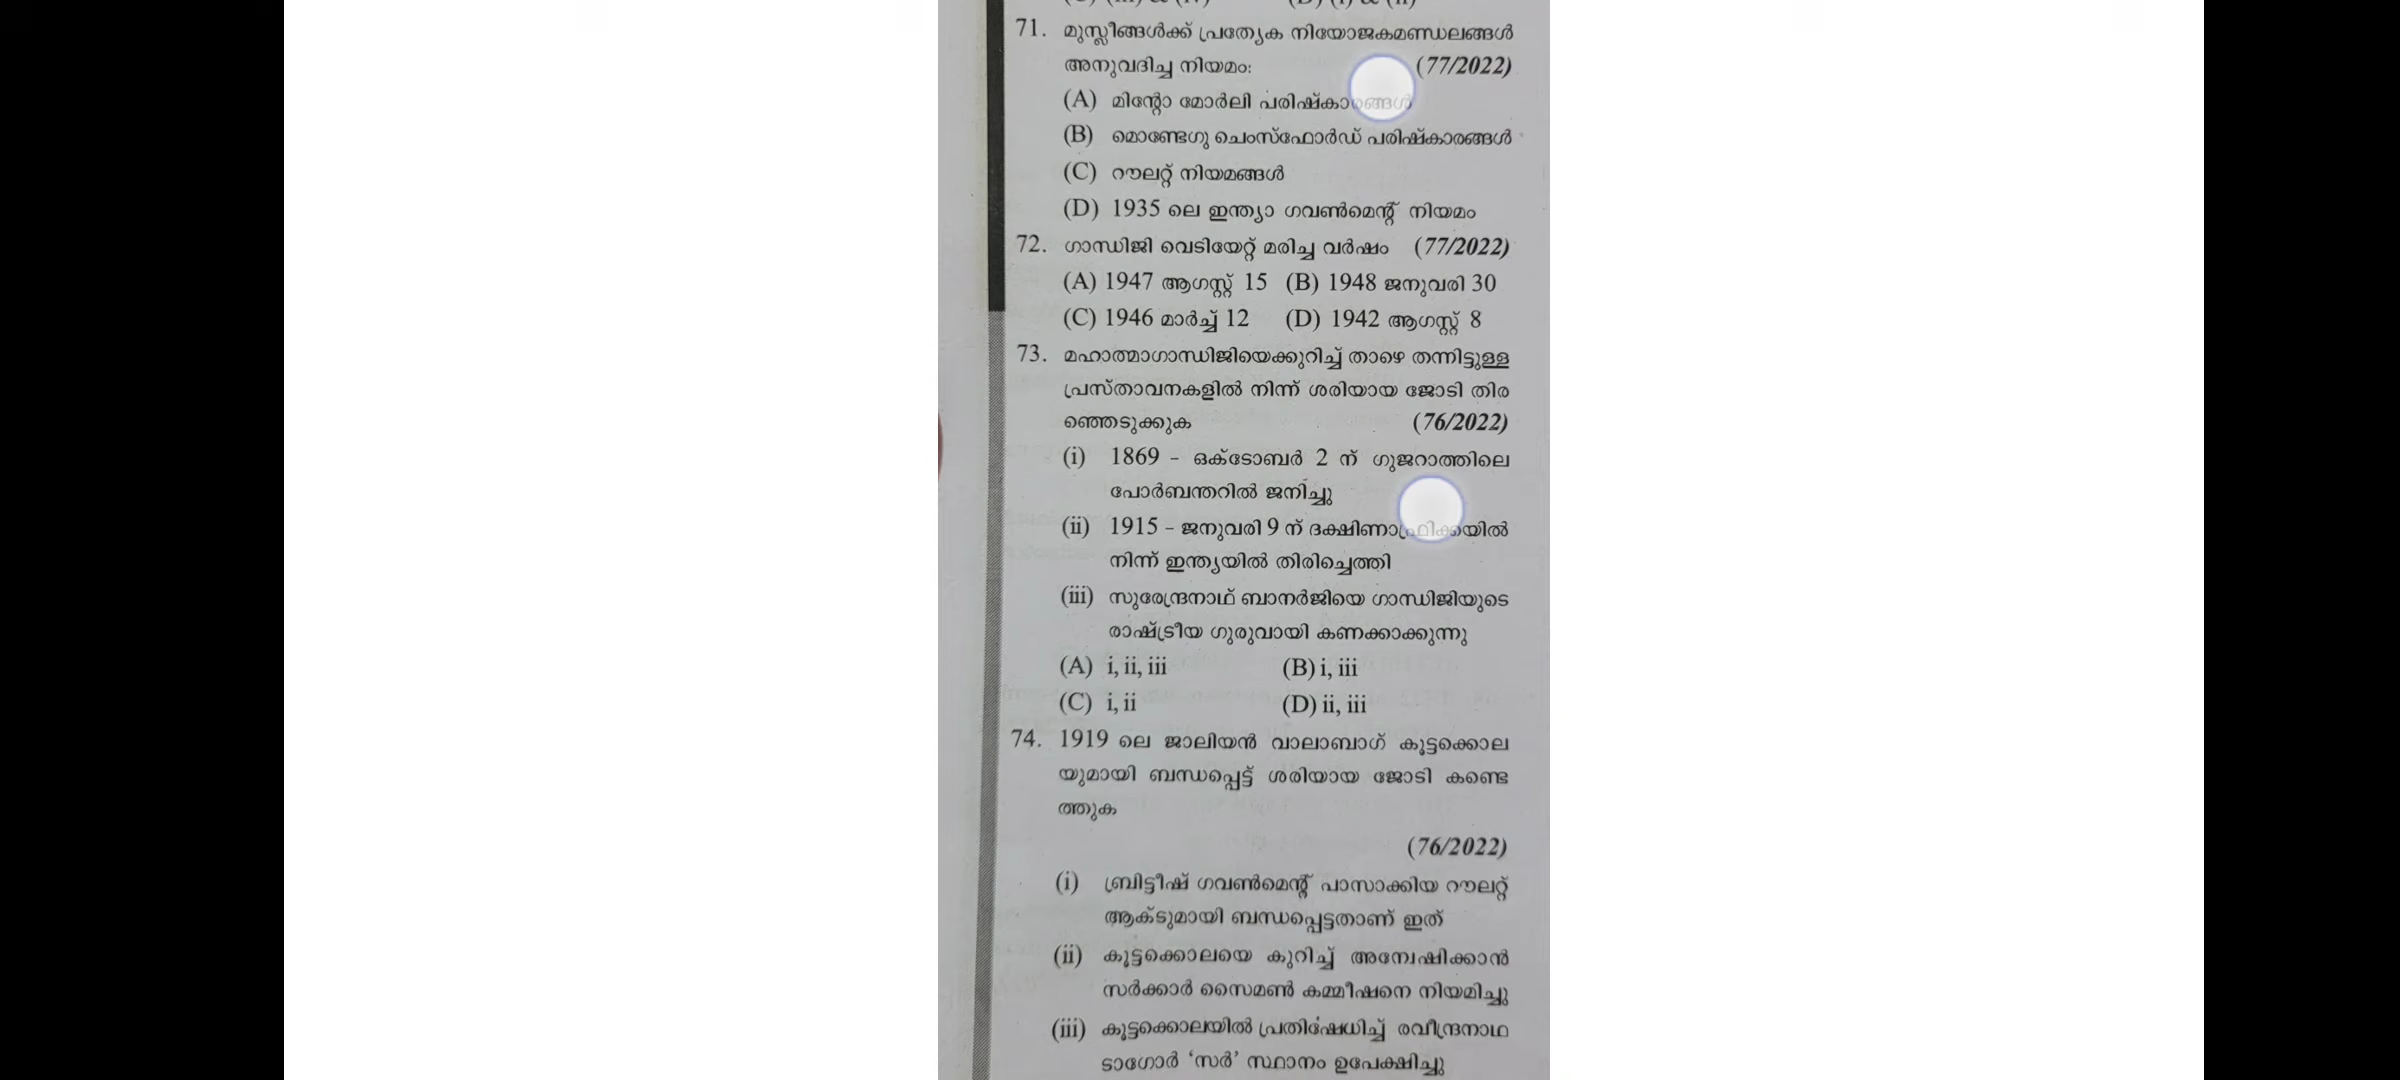 71. മുസ്ലീങ്ങൾക്ക് പ്രത്യേക നിയോജകമണ്ഡലങ്ങൾ
അനുവദിച്ച നിയമം: (77/2022)
(A) മിന്റോ മോർലി പരിഷ്കാരങ്ങൾ
(B) മൊണ്ടേഗു ചെംസ്ഫോർഡ് പരിഷ്കാരങ്ങൾ
(C) റൗലറ്റ് നിയമങ്ങൾ
(D) 1935 ലെ ഇന്ത്യാ ഗവൺമെന്റ് നിയമം
72. ഗാന്ധിജി വെടിയേറ്റ് മരിച്ച വർഷം (77/2022)
(A) 1947 ആഗസ്റ്റ് 15 (B) 1948 ജനുവരി 30
(C) 1946 മാർച്ച് 12 (D) 1942 ആഗസ്റ്റ് 8
73. മഹാത്മാഗാന്ധിജിയെക്കുറിച്ച് താഴെ തന്നിട്ടുള്ള
പ്രസ്താവനകളിൽ നിന്ന് ശരിയായ ജോടി തിര
ഞ്ഞെടുക്കുക (76/2022)
(i) 1869 - ഒക്ടോബർ 2 ന് ഗുജറാത്തിലെ
പോർബന്തറിൽ ജനിച്ചു
(ii) 1915 - ജനുവരി 9 ന് ദക്ഷിണാഫ്രിക്കയിൽ
നിന്ന് ഇന്ത്യയിൽ തിരിച്ചെത്തി
(iii) സുരേന്ദ്രനാഥ് ബാനർജിയെ ഗാന്ധിജിയുടെ
രാഷ്ട്രീയ ഗുരുവായി കണക്കാക്കുന്നു
(A) i, ii, iii (B) i, iii
(C) i, ii (D) ii, iii
74. 1919 ലെ ജാലിയൻ വാലാബാഗ് കൂട്ടക്കൊല
യുമായി ബന്ധപ്പെട്ട് ശരിയായ ജോടി കണ്ടെ
ത്തുക
(76/2022)
(i) ബ്രിട്ടീഷ് ഗവൺമെന്റ് പാസാക്കിയ റൗലറ്റ്
ആക്ടുമായി ബന്ധപ്പെട്ടതാണ് ഇത്
(ii) കൂട്ടക്കൊലയെ കുറിച്ച് അന്വേഷിക്കാൻ
സർക്കാർ സൈമൺ കമ്മീഷനെ നിയമിച്ചു
(iii) കൂട്ടക്കൊലയിൽ പ്രതിഷേധിച്ച് രവീന്ദ്രനാഥ
ടാഗോർ ‘സർ’ സ്ഥാനം ഉപേക്ഷിച്ചു